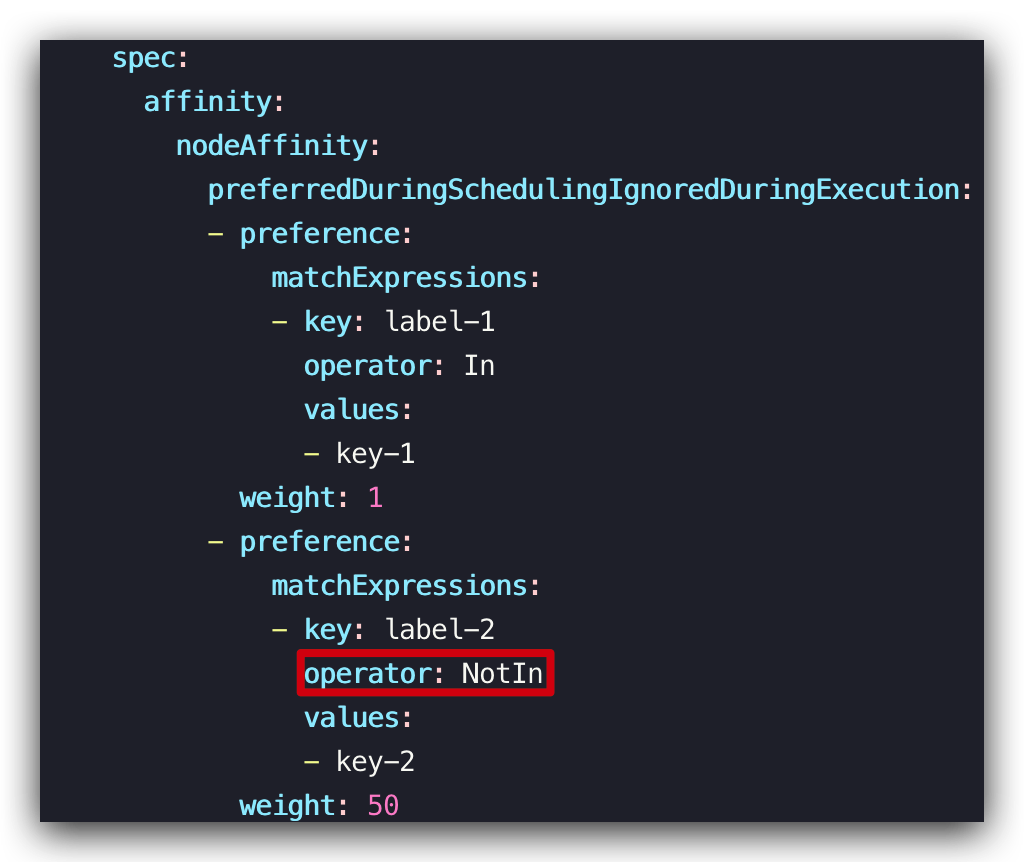 spec:
affinity:
nodeAffinity:
preferredDuringSchedulingIgnoredDuringExecution:
- preference:
matchExpressions:
- key: label-1
operator: In
values:
- key-1
weight: 1
- preference:
matchExpressions:
- key: label-2
operator: NotIn
values:
- key-2
weight: 50